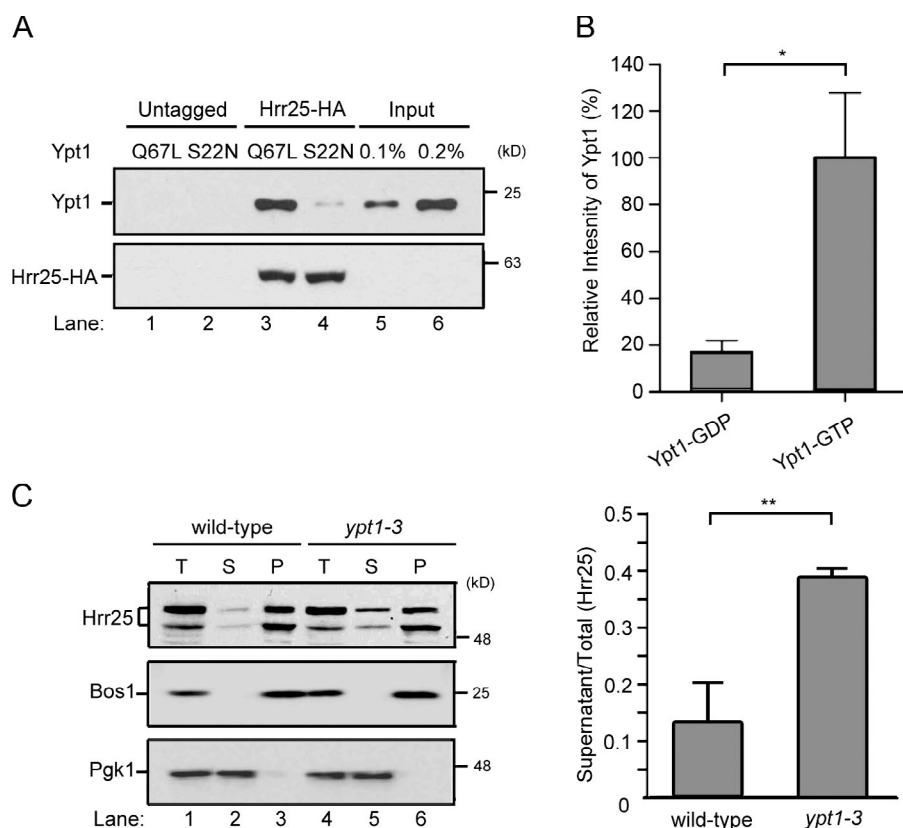 A
Untagged Hrr25-HA Input
Ypt1 Q67L S22N Q67L S22N 0.1% 0.2% (kD)
Ypt1 25
Hrr25-HA 63
Lane: 1 2 3 4 5 6
B
*
Relative Intesnity of Ypt1 (%)
140
120
100
80
60
40
20
0
Ypt1-GDP Ypt1-GTP
C
wild-type ypt1-3
T S P T S P (kD)
Hrr25 48
Bos1 25
Pgk1 48
Lane: 1 2 3 4 5 6
**
Supernatant/Total (Hrr25)
0.5
0.4
0.3
0.2
0.1
0
wild-type ypt1-3